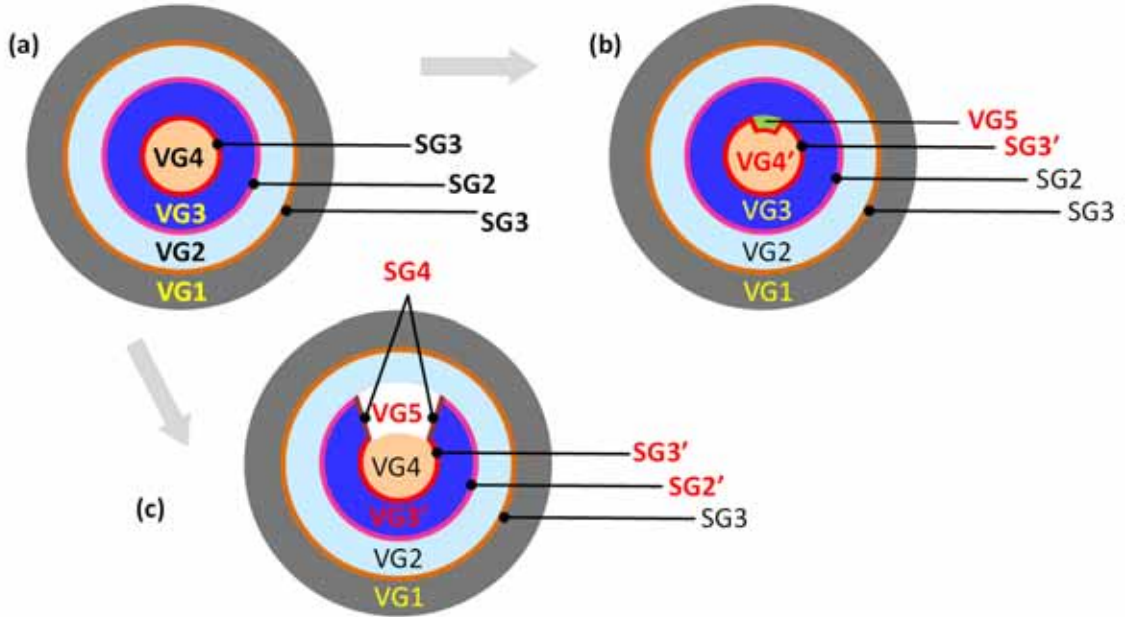 (a)
VG4
VG3
VG2
VG1
SG3
SG2
SG3
(b)
VG5
SG3’
VG4’
SG2
VG3
SG3
VG2
VG1
SG4
VG5
SG3’
VG4
SG2’
(c)
VG3’
SG3
VG2
VG1